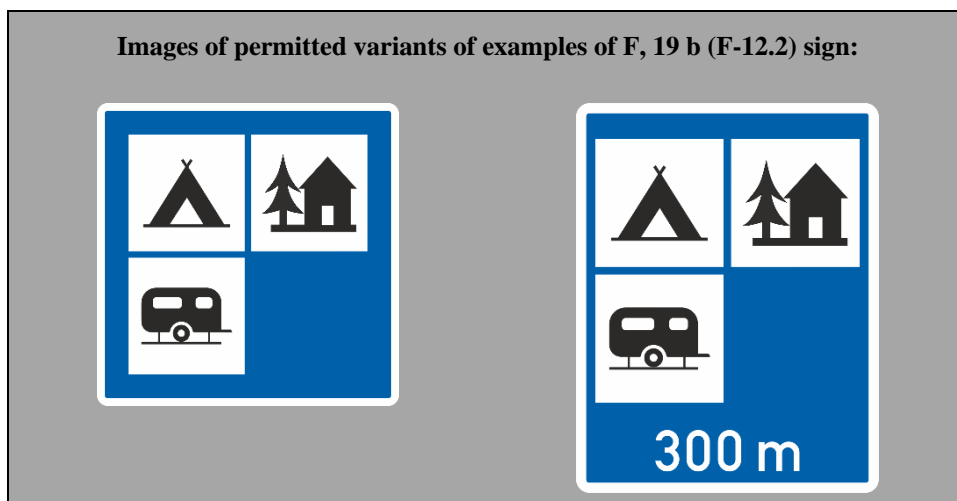 Images of permitted variants of examples of F, 19 b (F-12.2) sign:
300 m